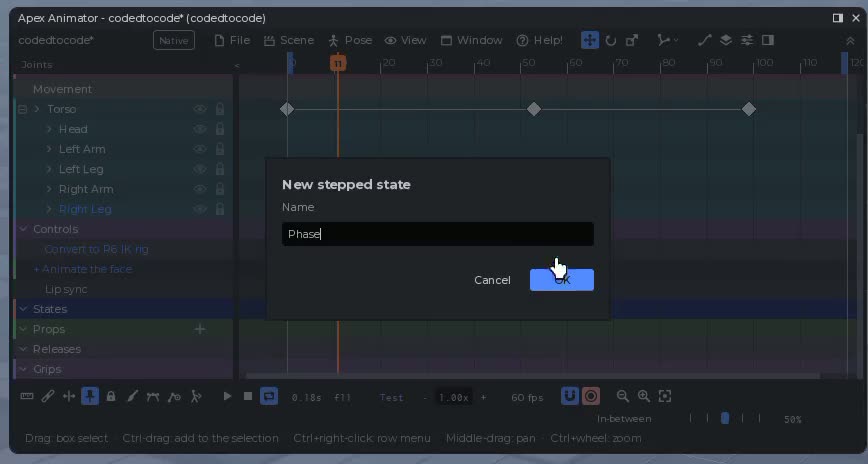 Apex Animator - codedtocode* (codedtocode)
codedtocode* Native File Scene Pose View Window Help!
Joints « 0 11 20 30 40 50 60 70 80 90 100 110 120
Movement
Torso
Head
Left Arm
Left Leg
Right Arm
Right Leg
Controls
Convert to R6 IK rig
+ Animate the face
Lip sync
States
Props +
Releases
Grips
New stepped state
Name
Phase
Cancel OK
0.18s f11 Test - 1.00x + 60 fps
In-between 50%
Drag: box select · Ctrl-drag: add to the selection Ctrl+right-click: row menu · Middle-drag: pan · Ctrl+wheel: zoom